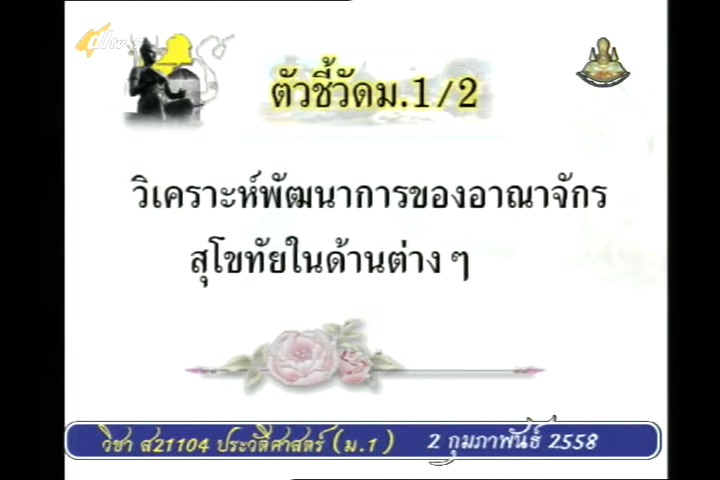 dltv 7
ตัวชี้วัดม.1/2
วิเคราะห์พัฒนาการของอาณาจักร
สุโขทัยในด้านต่าง ๆ
วิชา ส21104 ประวัติศาสตร์ (ม.1) 2 กุมภาพันธ์ 2558